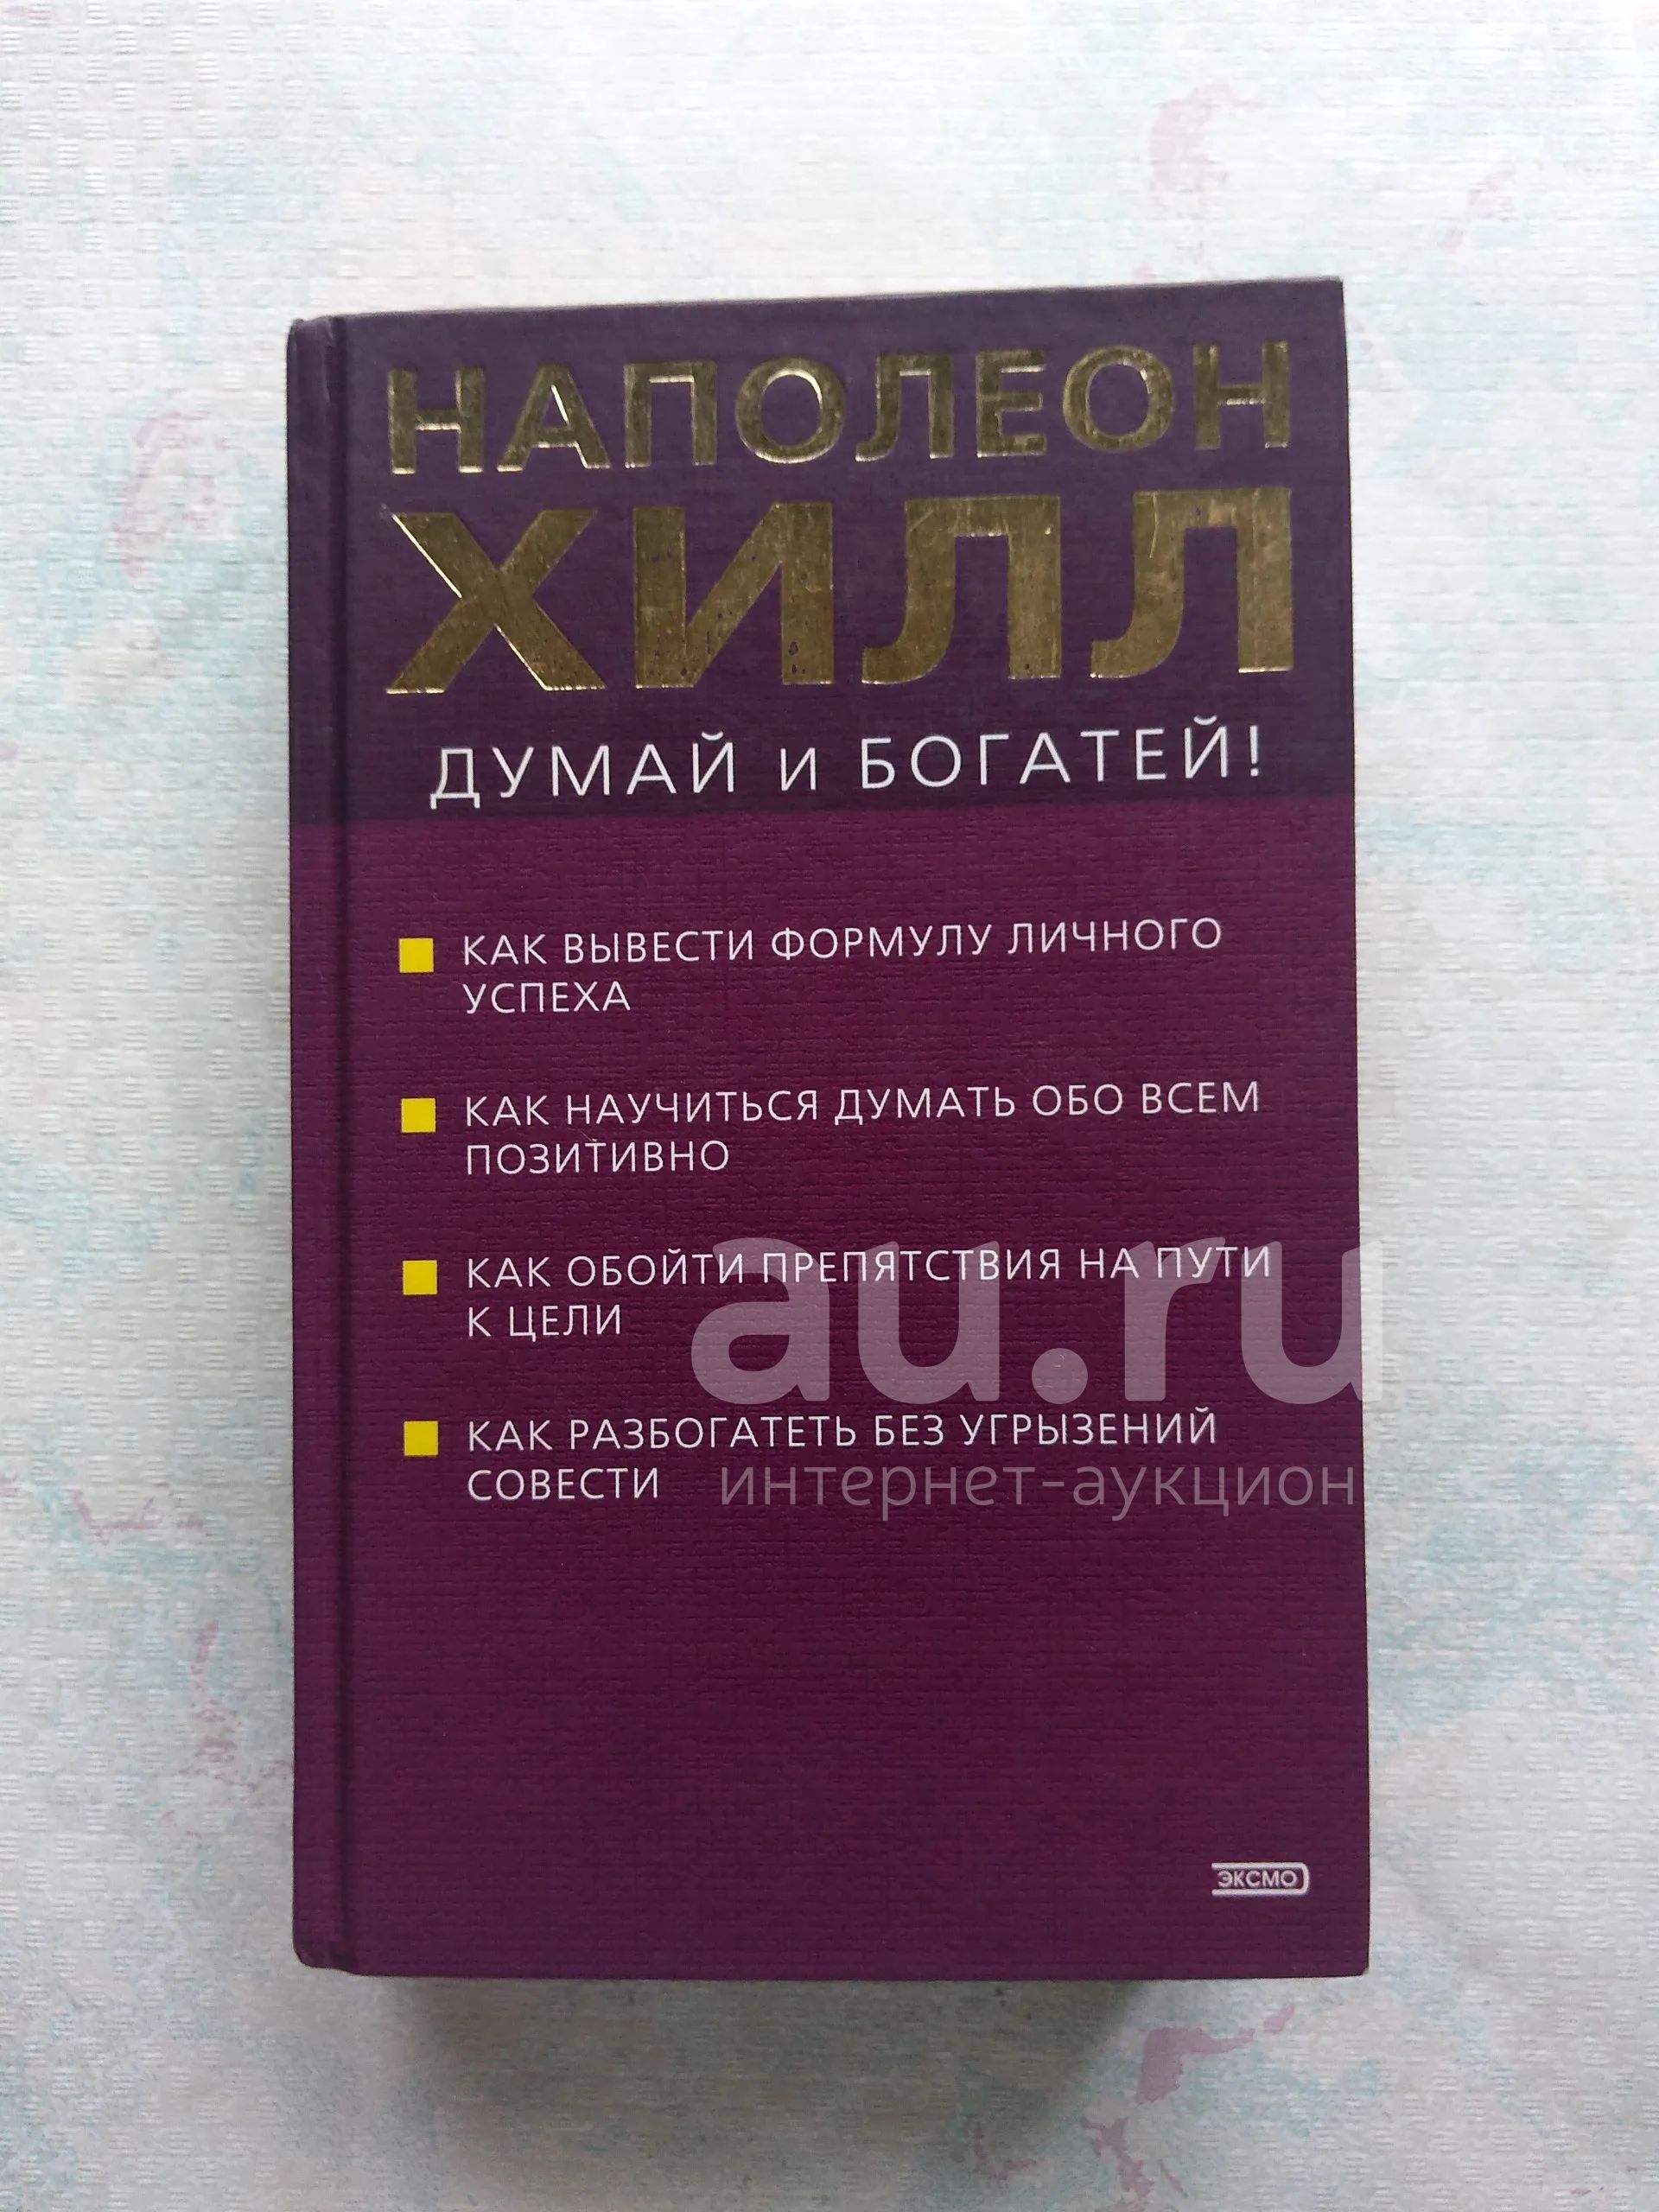 НАПОЛЕОН
ХИЛЛ
ДУМАЙ и БОГАТЕЙ!
КАК ВЫВЕСТИ ФОРМУЛУ ЛИЧНОГО
УСПЕХА
КАК НАУЧИТЬСЯ ДУМАТЬ ОБО ВСЕМ
ПОЗИТИВНО
КАК ОБОЙТИ ПРЕПЯТСТВИЯ НА ПУТИ
К ЦЕЛИ
au.ru
КАК РАЗБОГАТЕТЬ БЕЗ УГРЫЗЕНИЙ
СОВЕСТИ
интернет-аукцион
ЭКСМО